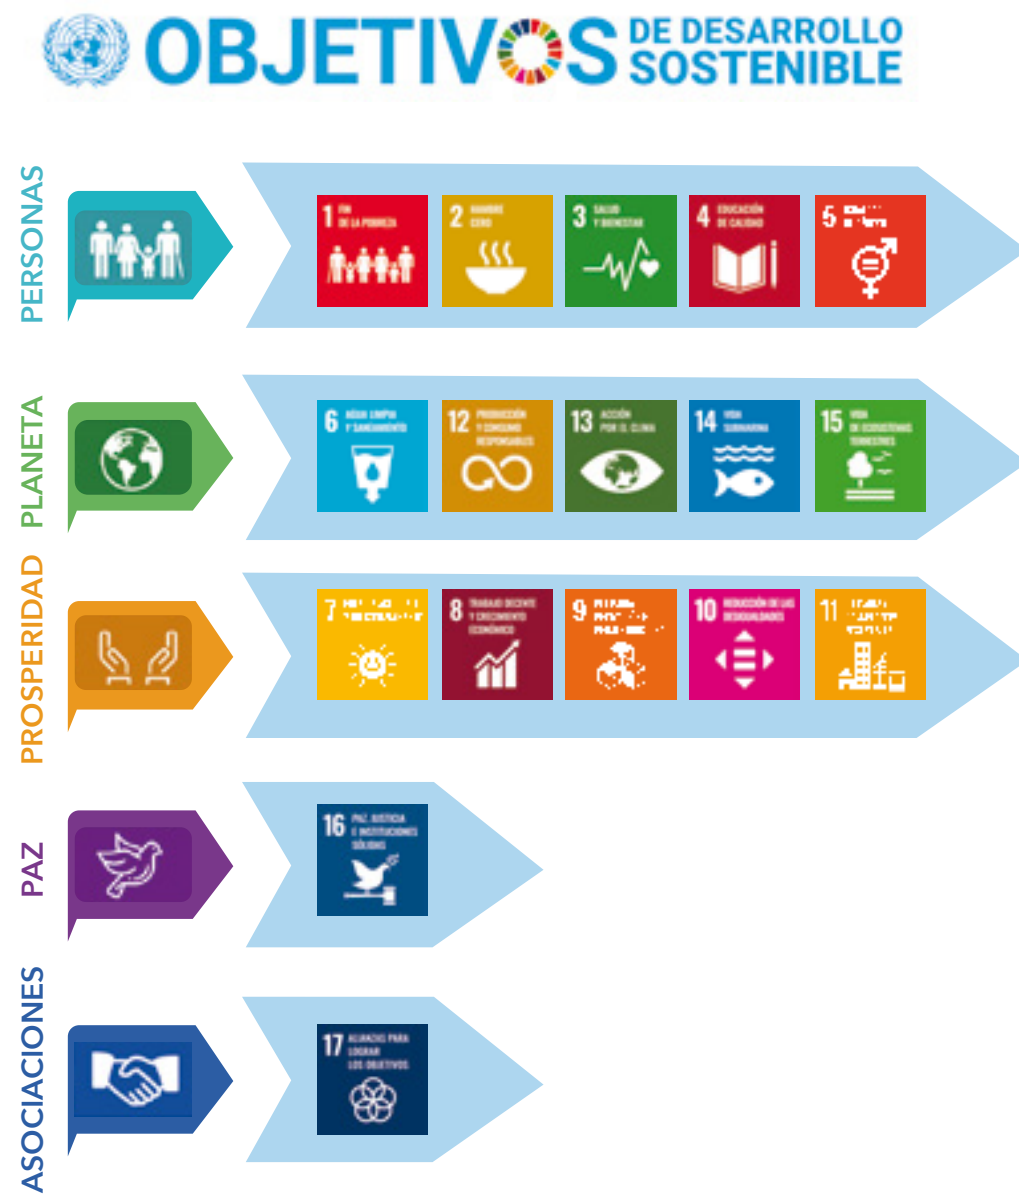 OBJETIVOS DE DESARROLLO
SOSTENIBLE
PERSONAS
1 FIN
DE LA POBREZA
2 HAMBRE
CERO
3 SALUD
Y BIENESTAR
4 EDUCACIÓN
DE CALIDAD
5
PLANETA
6 AGUA LIMPIA
Y SANEAMIENTO
12 PRODUCCIÓN
Y CONSUMO
RESPONSABLES
13 ACCIÓN
POR EL CLIMA
14 VIDA
SUBMARINA
15 VIDA
DE ECOSISTEMAS
TERRESTRES
PROSPERIDAD
7
8 TRABAJO DECENTE
Y CRECIMIENTO
ECONÓMICO
9
10 REDUCCIÓN DE LAS
DESIGUALDADES
11
PAZ
16 PAZ, JUSTICIA
E INSTITUCIONES
SÓLIDAS
ASOCIACIONES
17 ALIANZAS PARA
LOGRAR
LOS OBJETIVOS